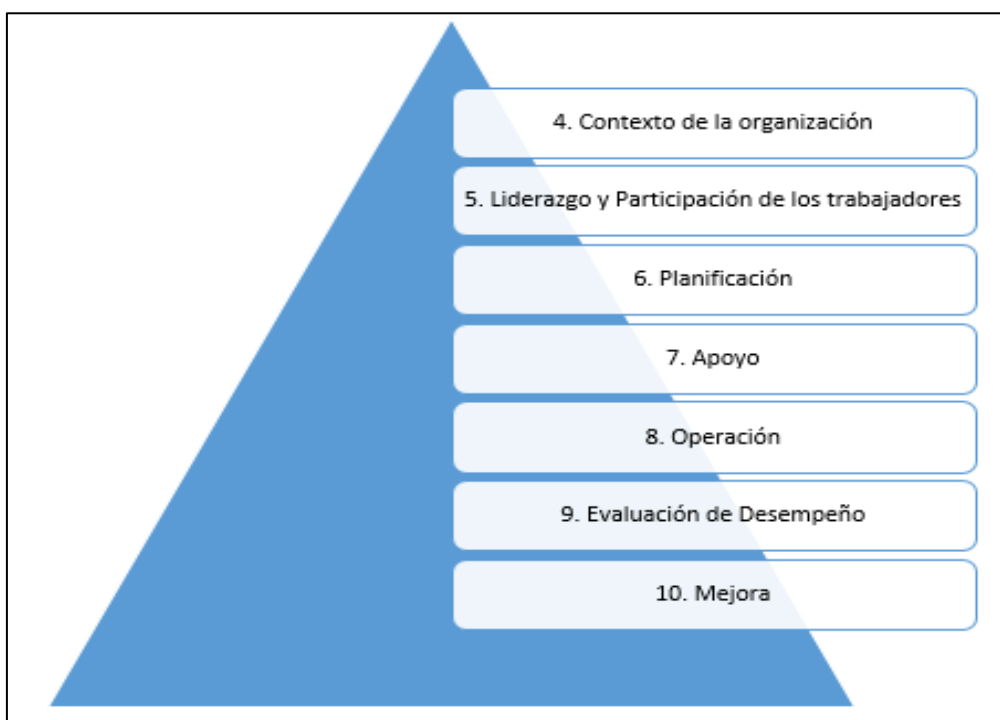 4. Contexto de la organización
5. Liderazgo y Participación de los trabajadores
6. Planificación
7. Apoyo
8. Operación
9. Evaluación de Desempeño
10. Mejora